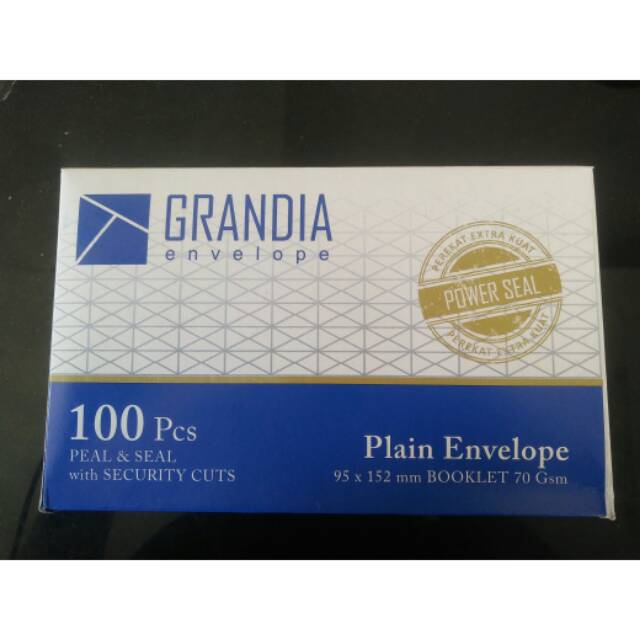 GRANDIA
envelope
PEREKAT EXTRA KUAT
POWER SEAL
PEREKAT EXTRA KUAT
100 Pcs
PEAL & SEAL
with SECURITY CUTS
Plain Envelope
95 x 152 mm BOOKLET 70 Gsm